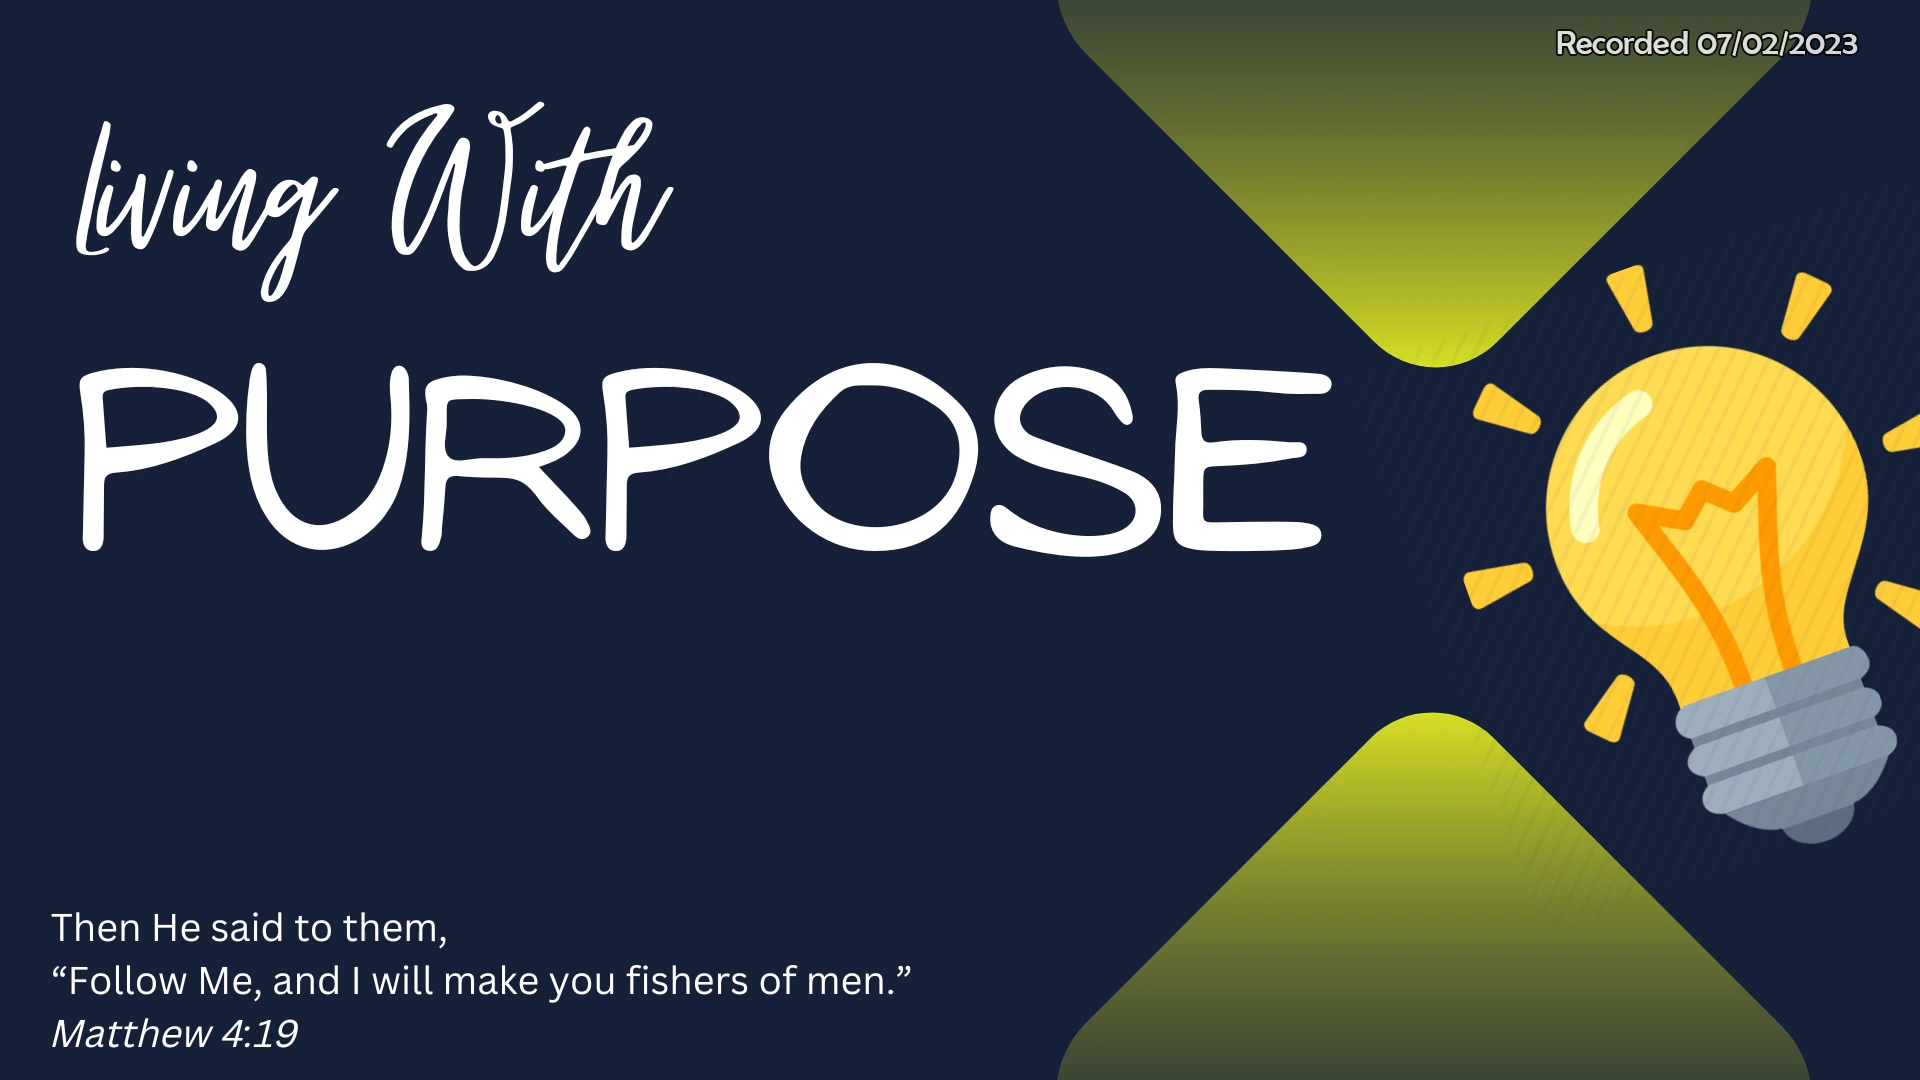 Recorded 07/02/2023
Living With
PURPOSE
Then He said to them,
“Follow Me, and I will make you fishers of men.”
Matthew 4:19